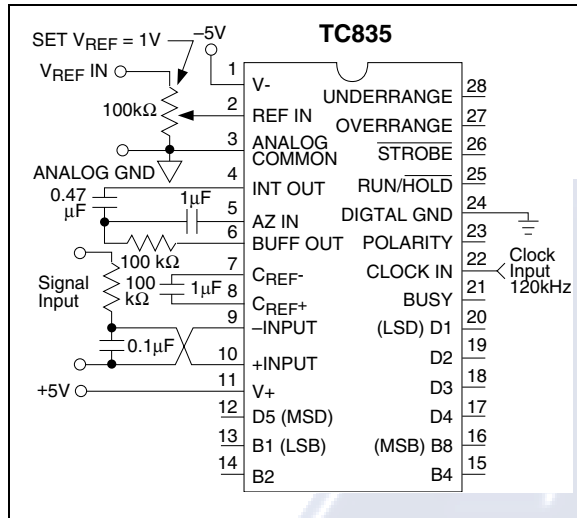 TC835
SET VREF = 1V
–5V
VREF IN
100kΩ
ANALOG GND
0.47
µF
1µF
100 kΩ
Signal
Input
100
kΩ
1µF
0.1µF
+5V
1 V-
2 REF IN
3 ANALOG
COMMON
4 INT OUT
5 AZ IN
6 BUFF OUT
7 CREF-
8 CREF+
9 –INPUT
10 +INPUT
11 V+
12 D5 (MSD)
13 B1 (LSB)
14 B2
UNDERRANGE 28
OVERRANGE 27
STROBE 26
RUN/HOLD 25
DIGTAL GND 24
POLARITY 23
CLOCK IN 22
BUSY 21
(LSD) D1 20
D2 19
D3 18
D4 17
(MSB) B8 16
B4 15
Clock
Input
120kHz